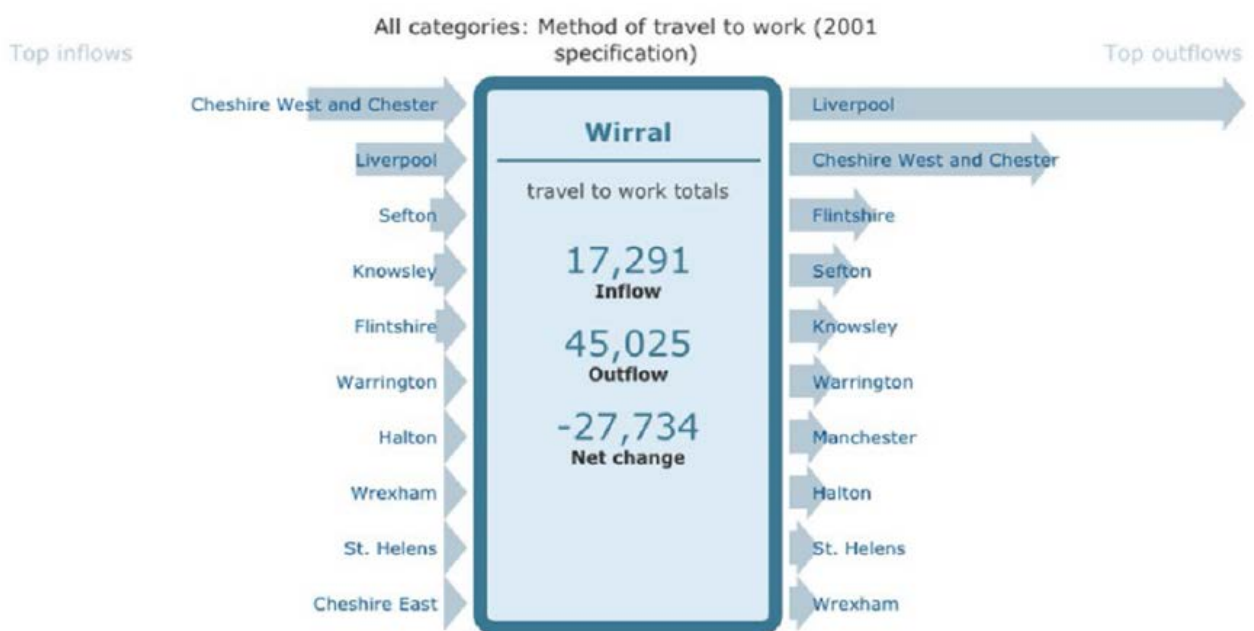 All categories: Method of travel to work (2001
specification)
Top inflows
Top outflows
Cheshire West and Chester
Liverpool
Sefton
Knowsley
Flintshire
Warrington
Halton
Wrexham
St. Helens
Cheshire East
Wirral
travel to work totals
17,291
Inflow
45,025
Outflow
-27,734
Net change
Liverpool
Cheshire West and Chester
Flintshire
Sefton
Knowsley
Warrington
Manchester
Halton
St. Helens
Wrexham